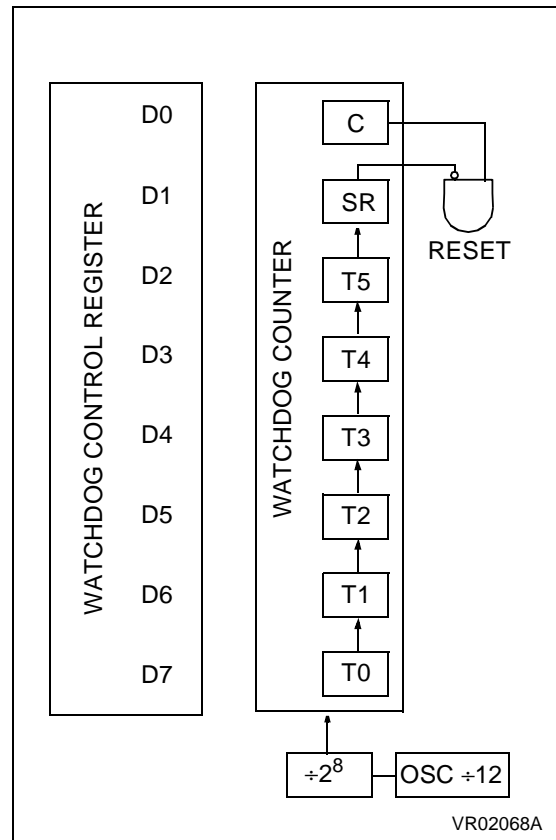 WATCHDOG CONTROL REGISTER
D0
D1
D2
D3
D4
D5
D6
D7
WATCHDOG COUNTER
C
SR
T5
T4
T3
T2
T1
T0
RESET
÷2⁸
OSC ÷12
VR02068A